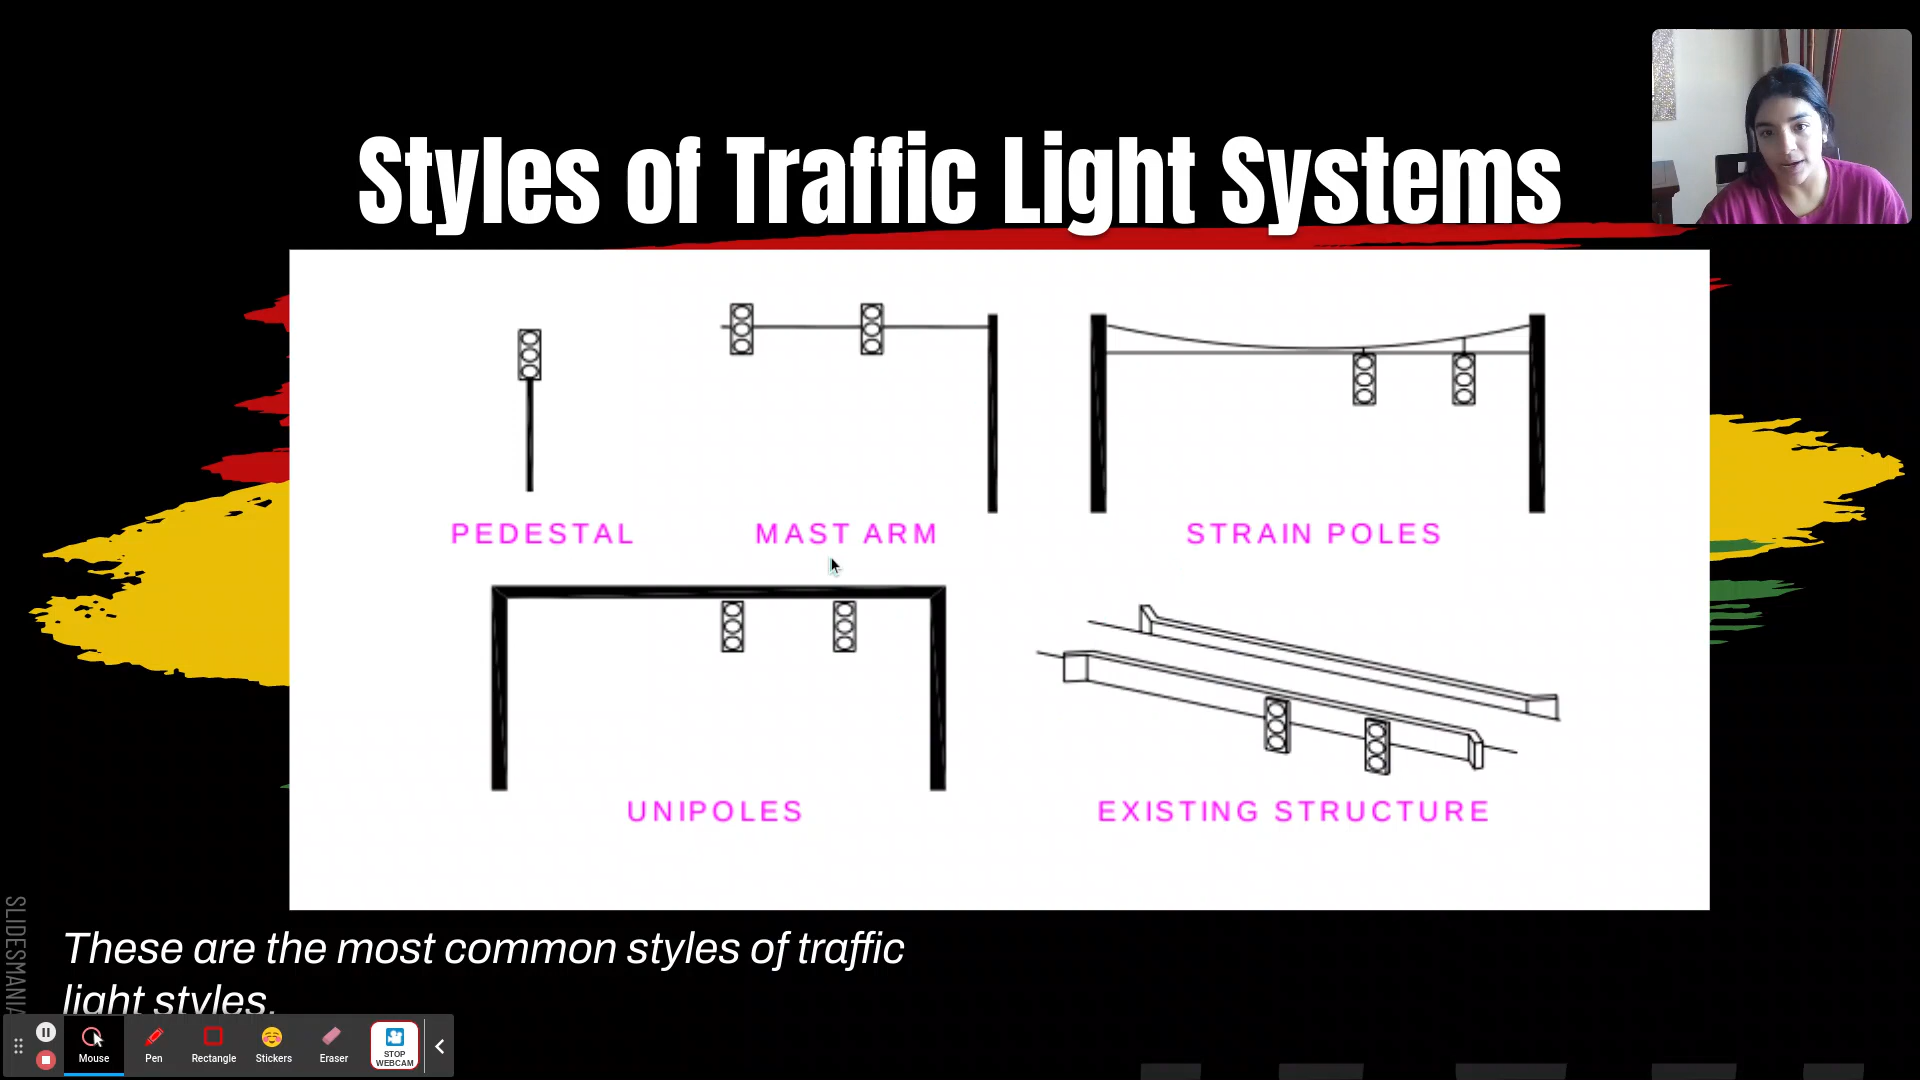 Styles of Traffic Light Systems
PEDESTAL
MAST ARM
STRAIN POLES
UNIPOLES
EXISTING STRUCTURE
SLIDESMANIA
These are the most common styles of traffic
light styles.
Mouse
Pen
Rectangle
Stickers
Eraser
STOP
WEBCAM